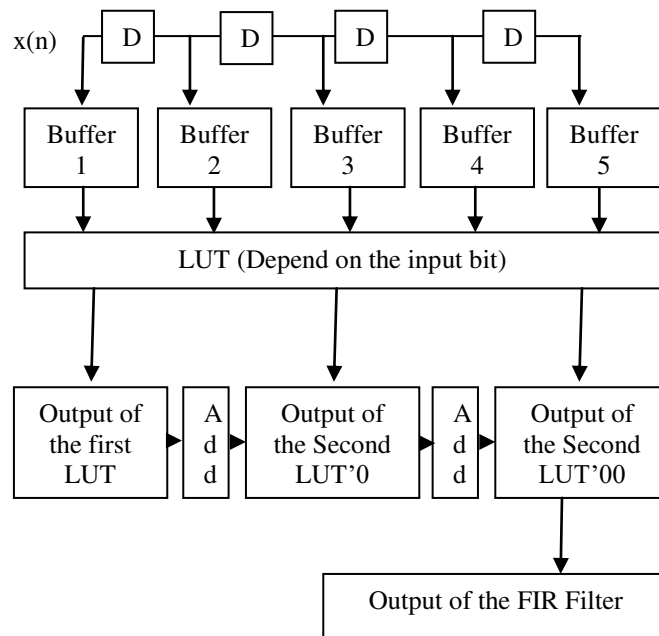 x(n) D D D D
Buffer 1
Buffer 2
Buffer 3
Buffer 4
Buffer 5
LUT (Depend on the input bit)
Output of
the first
LUT
A
d
d
Output of
the Second
LUT'0
A
d
d
Output of
the Second
LUT'00
Output of the FIR Filter